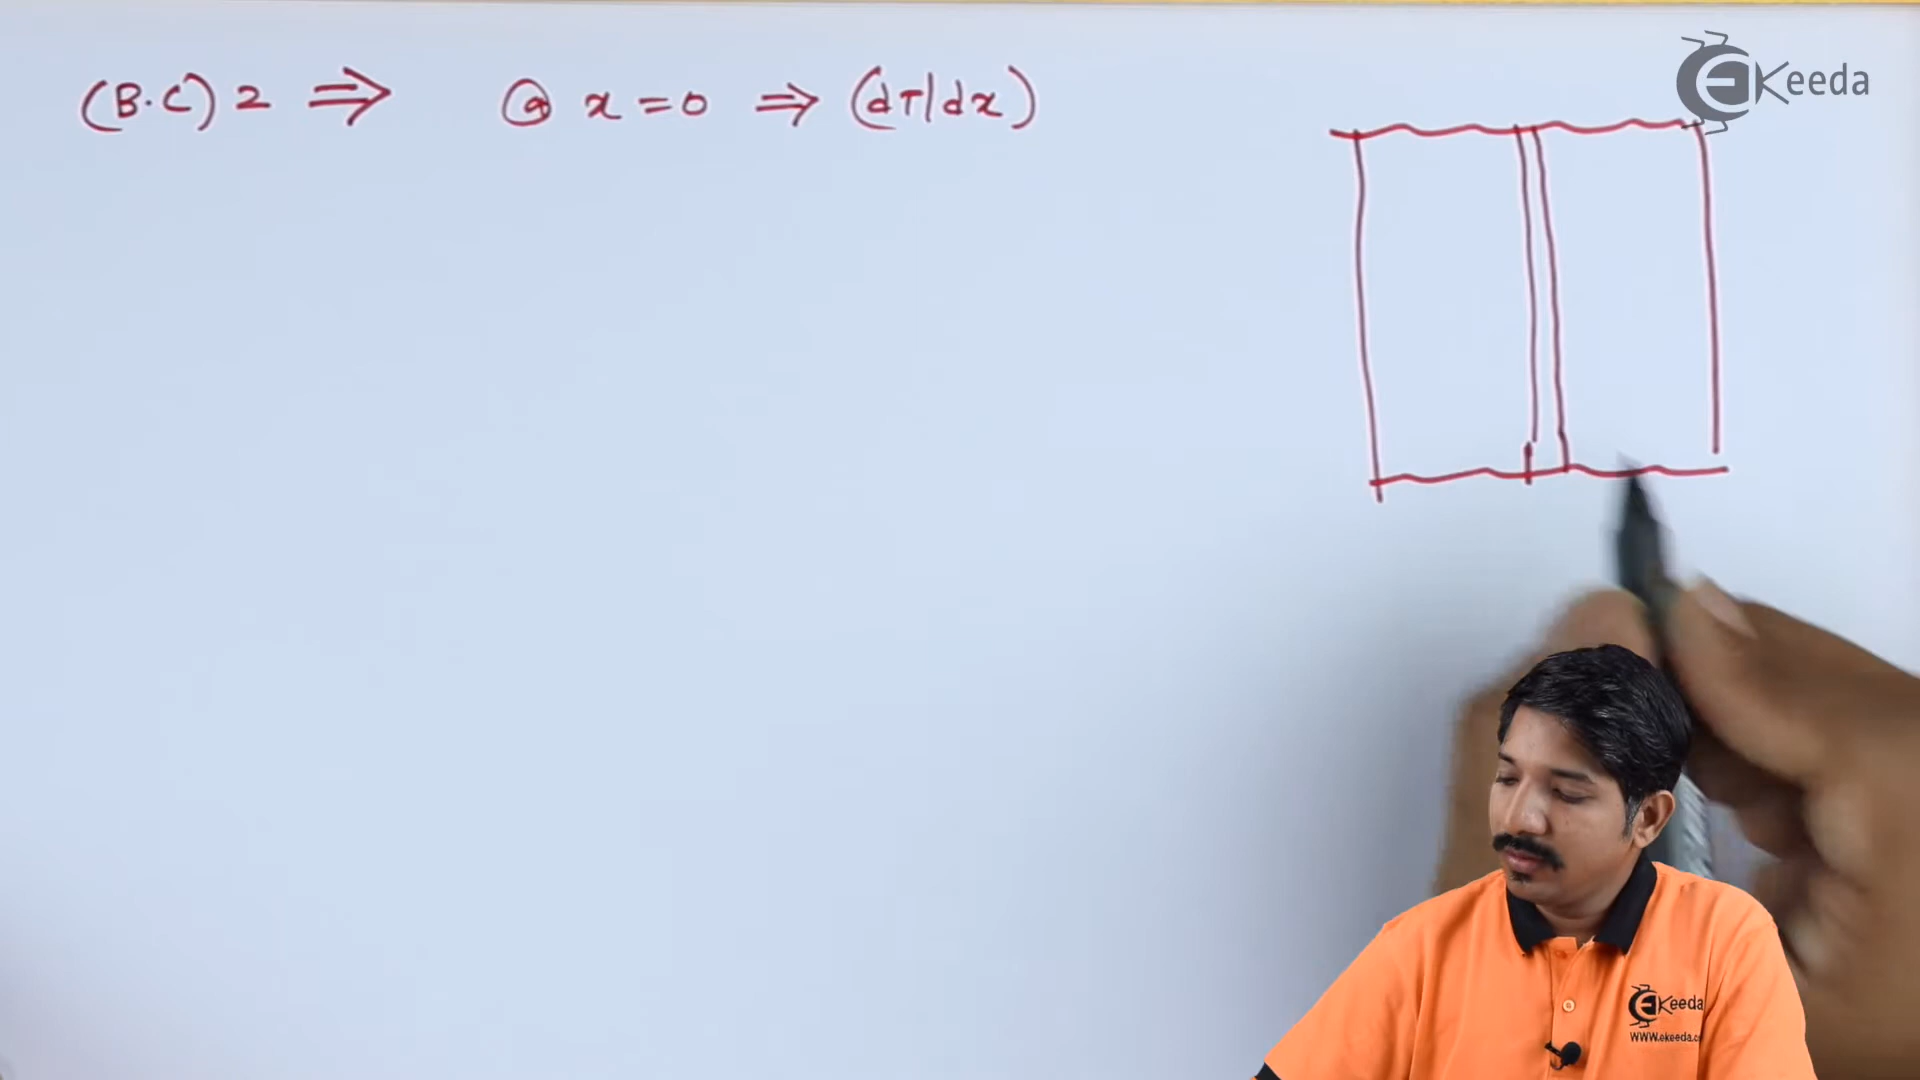 (B.C) 2 ⇒ @ x = 0 ⇒ (dT/dx)
EKeeda
EKeeda
WWW.ekeeda.c